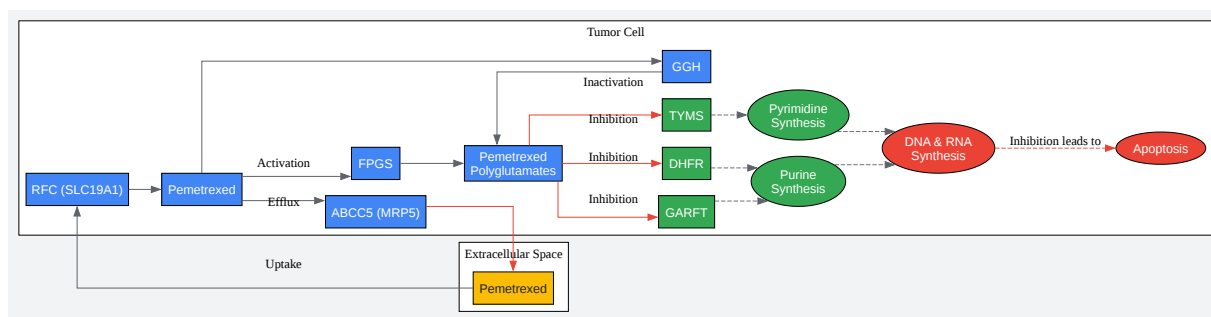 Tumor Cell
GGH
Inactivation
TYMS
Inhibition
Pyrimidine
Synthesis
Activation
FPGS
Pemetrexed
Polyglutamates
Inhibition
DHFR
DNA & RNA
Synthesis
Inhibition leads to
Apoptosis
RFC (SLC19A1)
Pemetrexed
Purine
Synthesis
Efflux
ABCC5 (MRP5)
Inhibition
GARFT
Extracellular Space
Uptake
Pemetrexed